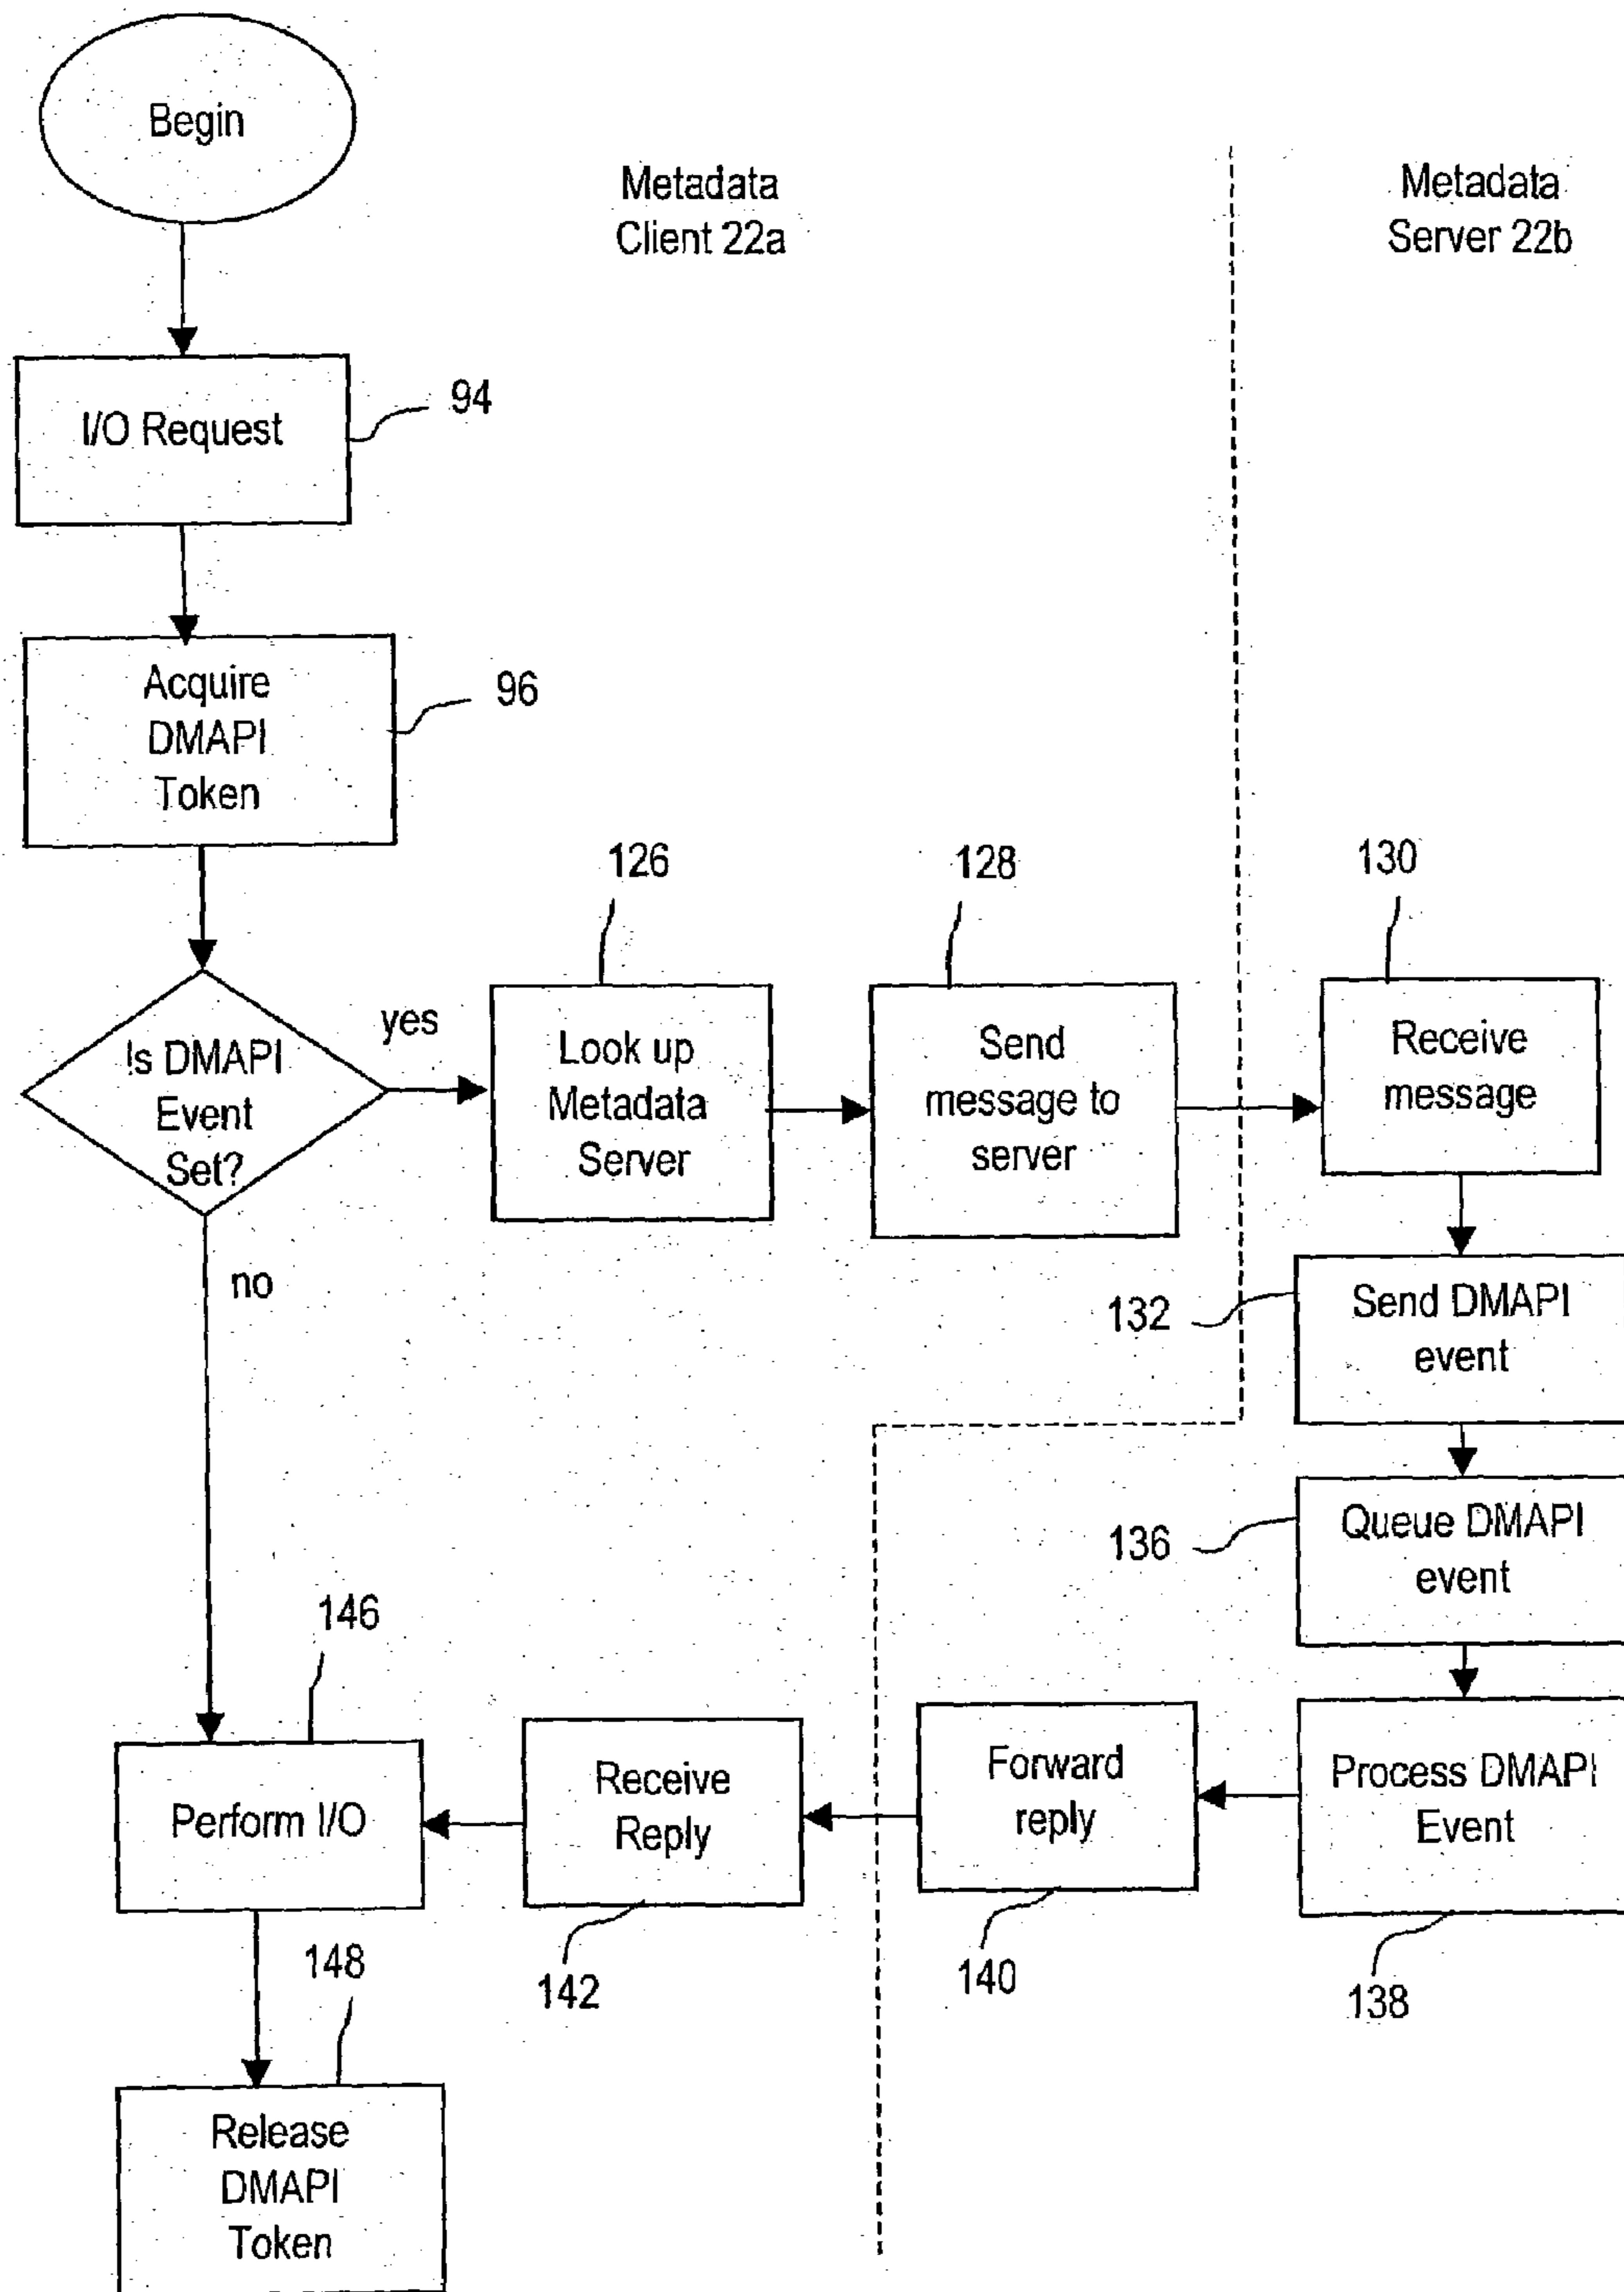 Begin
Metadata
Client 22a
Metadata
Server 22b
I/O Request
94
Acquire
DMAPI
Token
96
126
128
130
Is DMAPI
Event
Set?
yes
no
Look up
Metadata
Server
Send
message to
server
Receive
message
132
Send DMAPI
event
136
Queue DMAPI
event
146
Perform I/O
Receive
Reply
Forward
reply
Process DMAPI
Event
142
140
138
148
Release
DMAPI
Token